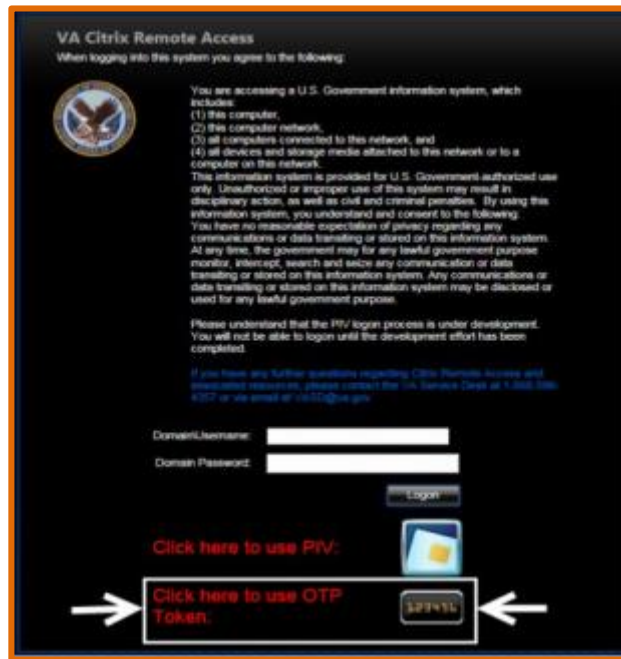 VA Citrix Remote Access
When logging into this system you agree to the following:
You are accessing a U.S. Government information system, which
includes:
(1) this computer,
(2) this computer network,
(3) all computers connected to this network, and
(4) all devices and storage media attached to this network or to a
computer on this network.
This information system is provided for U.S. Government-authorized use
only. Unauthorized or improper use of this system may result in
disciplinary action, as well as civil and criminal penalties. By using this
information system, you understand and consent to the following:
You have no reasonable expectation of privacy regarding any
communications or data transiting or stored on this information system.
At any time, the government may for any lawful government purpose
monitor, intercept, search and seize any communication or data
transiting or stored on this information system. Any communications or
data transiting or stored on this information system may be disclosed or
used for any lawful government purpose.
Please understand that the PIV logon process is under development.
You will not be able to logon until the development effort has been
completed.
If you have any further questions regarding Citrix Remote Access and
associated resources, please contact the VA Service Desk at
or via email at
Domain\Username:
Domain Password:
Logon
Click here to use PIV:
Click here to use OTP
Token:
123456